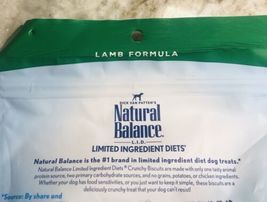 LAMB FORMULA
DICK VAN PATTEN'S
Natural
Balance
L.I.D.
LIMITED INGREDIENT DIETS®
Natural Balance is the #1 brand in limited ingredient diet dog treats.*
Natural Balance Limited Ingredient Diets® Crunchy Biscuits are made with only one tasty animal
protein source, two primary carbohydrate sources, and no grains, potatoes, or chicken ingredients.
Whether your dog has food sensitivities, or you just want to keep it simple, these biscuits are a
deliciously crunchy treat that your dog can't resist!
*Source: By share and